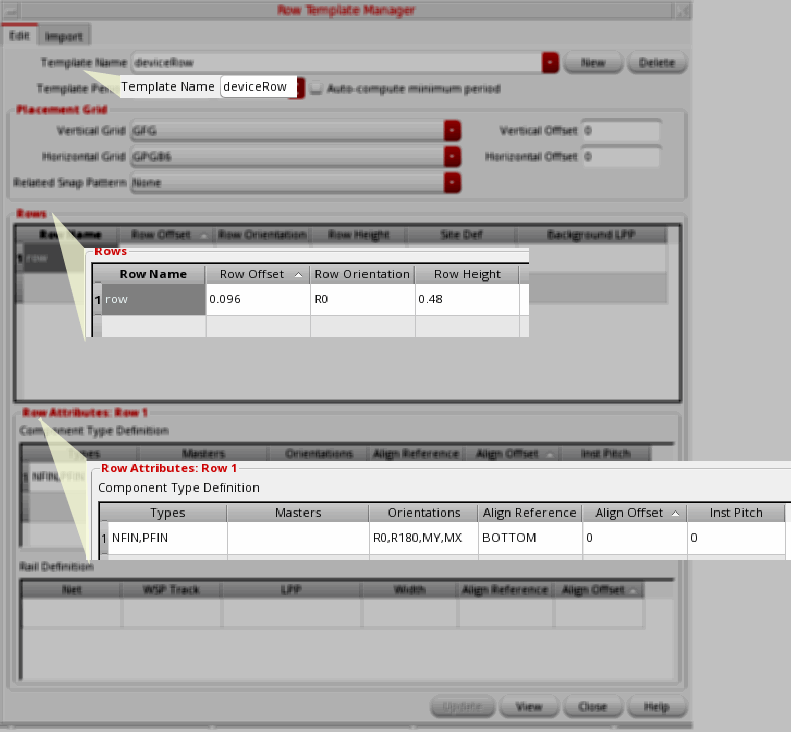 Row Template Manager
Edit Import
Template Name deviceRow New Delete
Template Name deviceRow Auto-compute minimum period
Placement Grid
Vertical Grid GFG Vertical Offset 0
Horizontal Grid GPG86 Horizontal Offset 0
Related Snap Pattern None
Rows
Row Name Row Offset Row Orientation Row Height Site Def Background LPP
1 row
Rows
Row Name Row Offset Row Orientation Row Height
1 row 0.096 R0 0.48
Row Attributes: Row 1
Component Type Definition
Types Masters Orientations Align Reference Align Offset Inst Pitch
1
Row Attributes: Row 1
Component Type Definition
Types Masters Orientations Align Reference Align Offset Inst Pitch
1 NFIN,PFIN R0,R180,MY,MX BOTTOM 0 0
Rail Definition
Net WSP Track LPP Width Align Reference Align Offset
Update View Close Help